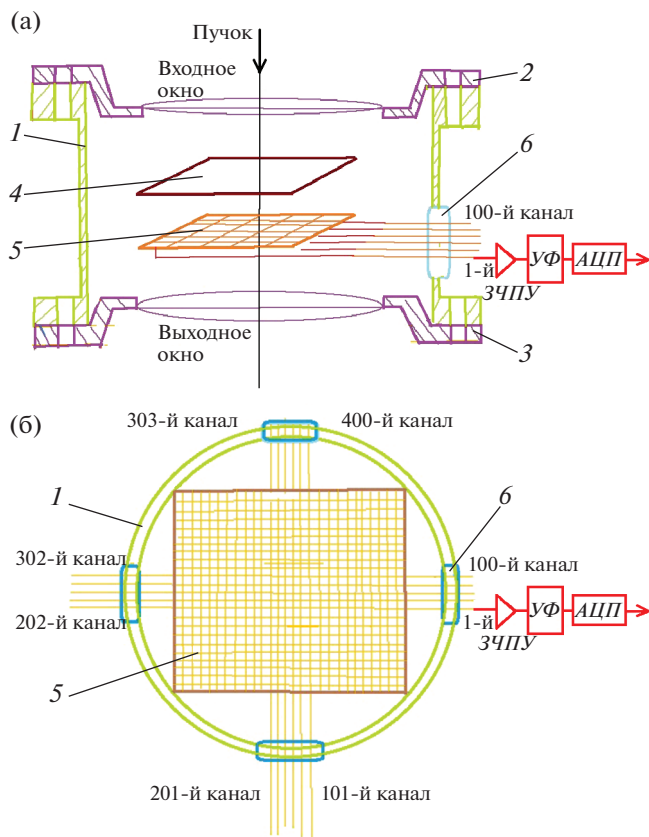 (а)
Пучок
Входное
окно
2
1
6
4
100-й канал
5
1-й
УФ
АЦП
ЗЧПУ
Выходное
окно
3
(б)
303-й канал
400-й канал
1
6
302-й канал
100-й канал
202-й канал
1-й
УФ
АЦП
ЗЧПУ
5
201-й канал
101-й канал